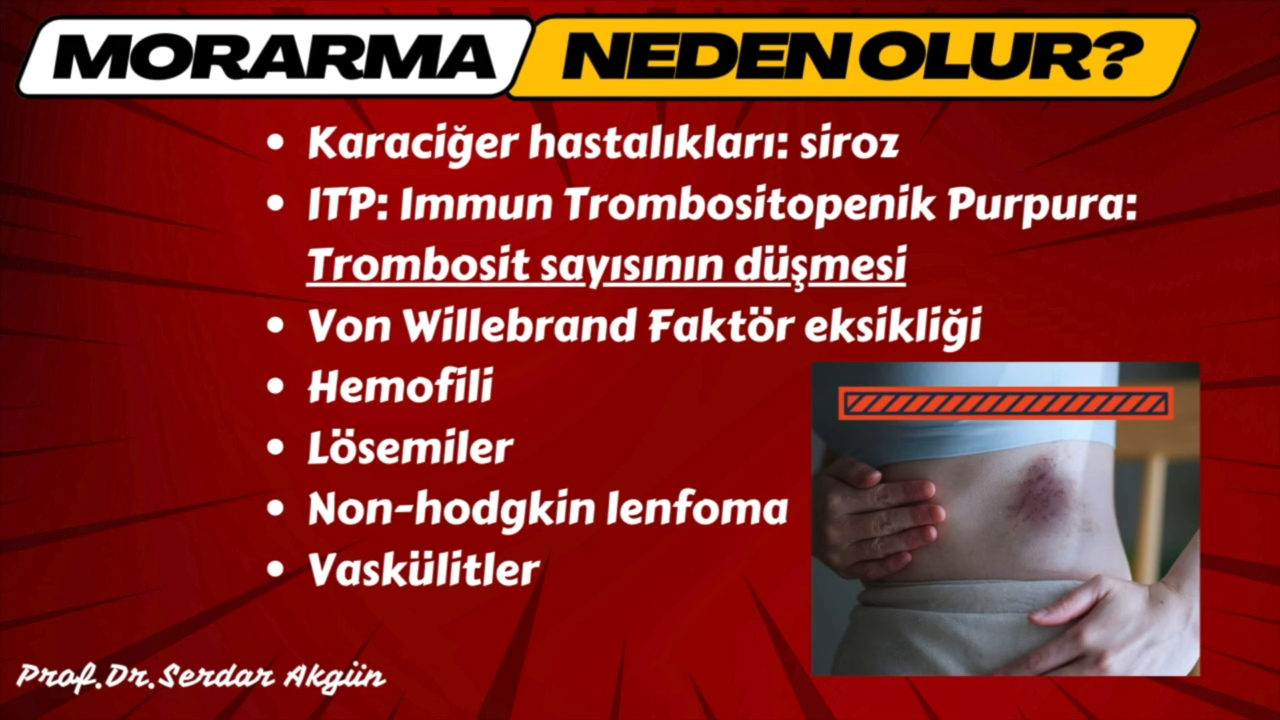 MORARMA NEDEN OLUR?
• Karaciğer hastalıkları: siroz
• ITP: Immun Trombositopenik Purpura:
Trombosit sayısının düşmesi
• Von Willebrand Faktör eksikliği
• Hemofili
• Lösemiler
• Non-hodgkin lenfoma
• Vaskülitler
Prof.Dr.Serdar Akgün